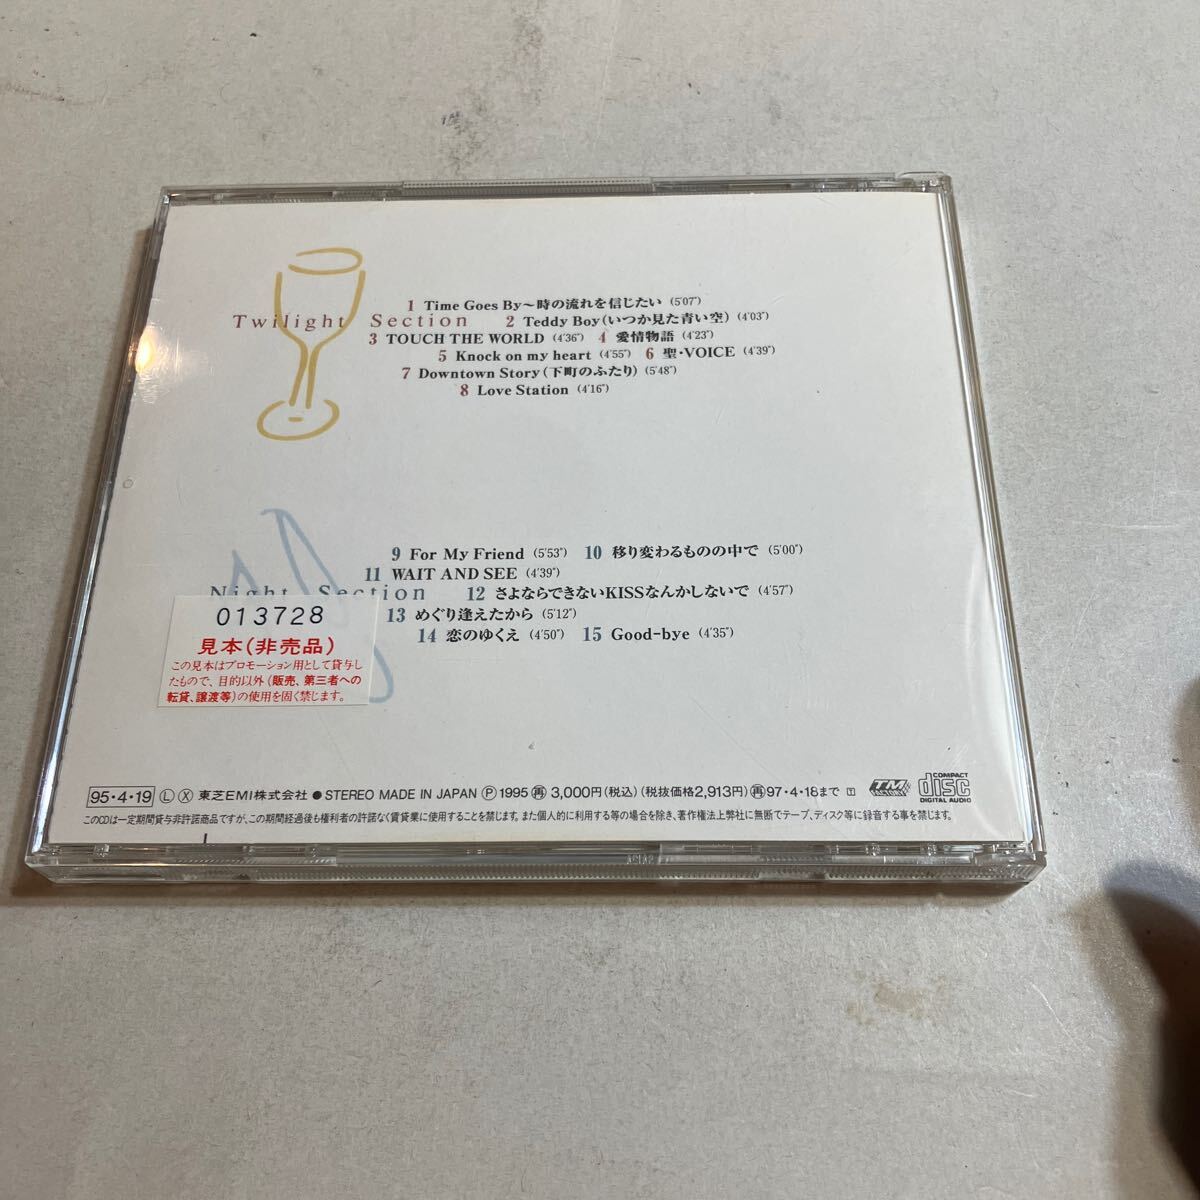 1 Time Goes By〜時の流れを信じたい (5'07")
Twilight Section 2 Teddy Boy(いつか見た青い空) (4'03")
3 TOUCH THE WORLD (4'36") 4 愛情物語 (4'23")
5 Knock on my heart (4'55") 6 聖・VOICE (4'39")
7 Downtown Story(下町のふたり) (5'48")
8 Love Station (4'16")
9 For My Friend (5'53") 10 移り変わるものの中で (5'00")
11 WAIT AND SEE (4'39")
Night Section 12 さよならできないKISSなんかしないで (4'57")
13 めぐり逢えたから (5'12")
14 恋のゆくえ (4'50") 15 Good-bye (4'35")
013728
見本(非売品)
この見本はプロモーション用として貸与し
たもので、目的以外(販売、第三者への
転貸、譲渡等)の使用を固く禁じます。
95・4・19 Ⓛ Ⓧ 東芝EMI株式会社 ● STEREO MADE IN JAPAN Ⓟ 1995 ㊢ 3,000円(税込) (税抜価格2,913円) ㊢ 97・4・18まで
COMPACT
disc
DIGITAL AUDIO
このCDは一定期間貸与非許諾商品ですが、この期間経過後も権利者の許諾なく賃貸業に使用することを禁じます。また個人的に利用する等の場合を除き、著作権法上弊社に無断でテープ、ディスク等に録音する事を禁じます。